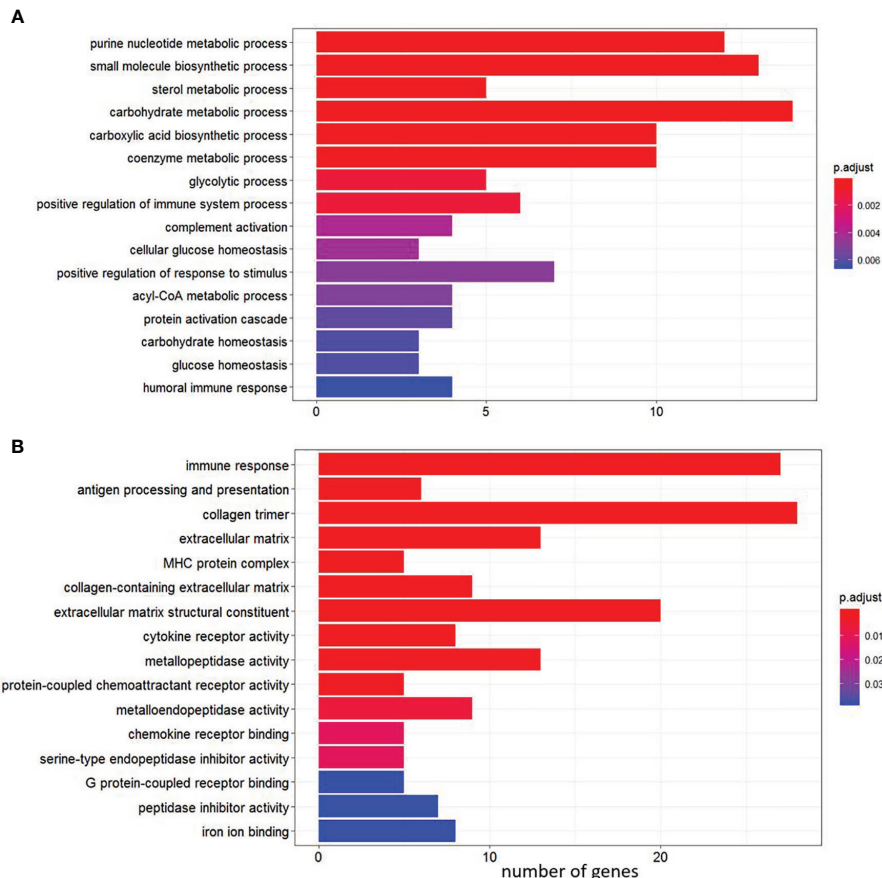 A
purine nucleotide metabolic process
small molecule biosynthetic process
sterol metabolic process
carbohydrate metabolic process
carboxylic acid biosynthetic process
coenzyme metabolic process
glycolytic process
positive regulation of immune system process
complement activation
cellular glucose homeostasis
positive regulation of response to stimulus
acyl-CoA metabolic process
protein activation cascade
carbohydrate homeostasis
glucose homeostasis
humoral immune response
0 5 10
p.adjust
0.002
0.004
0.006
B
immune response
antigen processing and presentation
collagen trimer
extracellular matrix
MHC protein complex
collagen-containing extracellular matrix
extracellular matrix structural constituent
cytokine receptor activity
metallopeptidase activity
protein-coupled chemoattractant receptor activity
metalloendopeptidase activity
chemokine receptor binding
serine-type endopeptidase inhibitor activity
G protein-coupled receptor binding
peptidase inhibitor activity
iron ion binding
0 10 20
number of genes
p.adjust
0.01
0.02
0.03